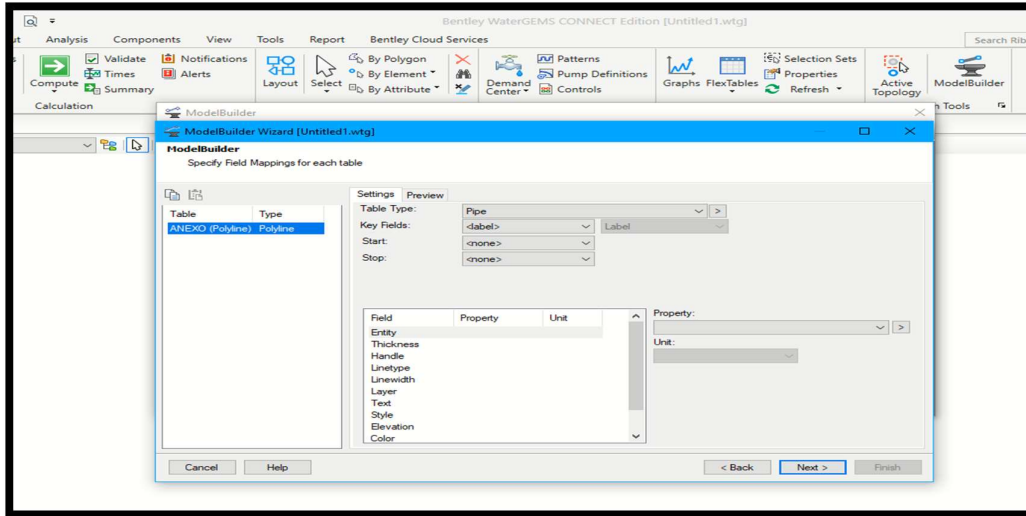 Bentley WaterGEMS CONNECT Edition [Untitled1.wtg]
Analysis Components View Tools Report Bentley Cloud Services
Search Rib
Compute
Validate
Times
Summary
Notifications
Alerts
Layout
Select
By Polygon
By Element
By Attribute
Demand Center
Patterns
Pump Definitions
Controls
Graphs
FlexTables
Selection Sets
Properties
Refresh
Active Topology
ModelBuilder
Calculation
Tools
ModelBuilder
ModelBuilder Wizard [Untitled1.wtg]
ModelBuilder
Specify Field Mappings for each table
Table Type
ANEXO (Polyline) Polyline
Settings Preview
Table Type: Pipe >
Key Fields: <label> Label
Start: <none>
Stop: <none>
Field Property Unit
Entity
Thickness
Handle
Linetype
Linewidth
Layer
Text
Style
Elevation
Color
Property:
>
Unit:
Cancel Help < Back Next > Finish